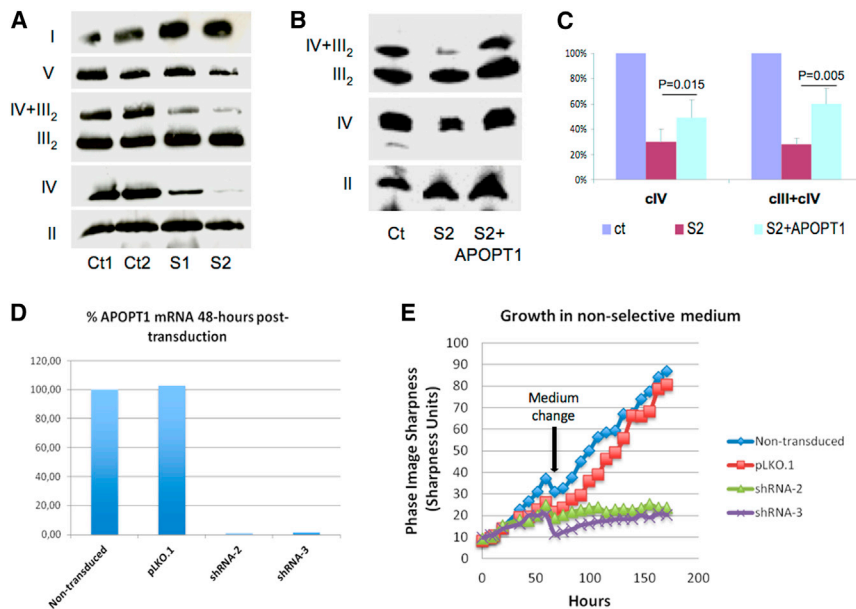 A
I
V
IV+III2
III2
IV
II
Ct1 Ct2 S1 S2
B
IV+III2
III2
IV
II
Ct S2 S2+
APOPT1
C
100%
80%
60%
40%
20%
0%
P=0.015
P=0.005
cIV cIII+cIV
ct S2 S2+APOPT1
D
% APOPT1 mRNA 48-hours post-
transduction
120,00
100,00
80,00
60,00
40,00
20,00
0,00
Non-transduced
pLKO.1
shRNA-2
shRNA-3
E
Growth in non-selective medium
Phase Image Sharpness
(Sharpness Units)
100
90
80
70
60
50
40
30
20
10
0
Medium
change
0 50 100 150 200
Hours
Non-transduced
pLKO.1
shRNA-2
shRNA-3